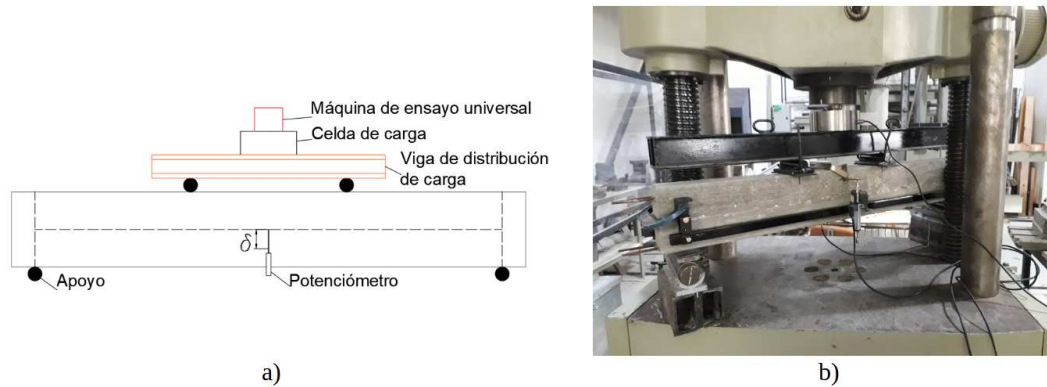 Máquina de ensayo universal
Celda de carga
Viga de distribución
de carga
δ
Apoyo
Potenciómetro
a)
b)